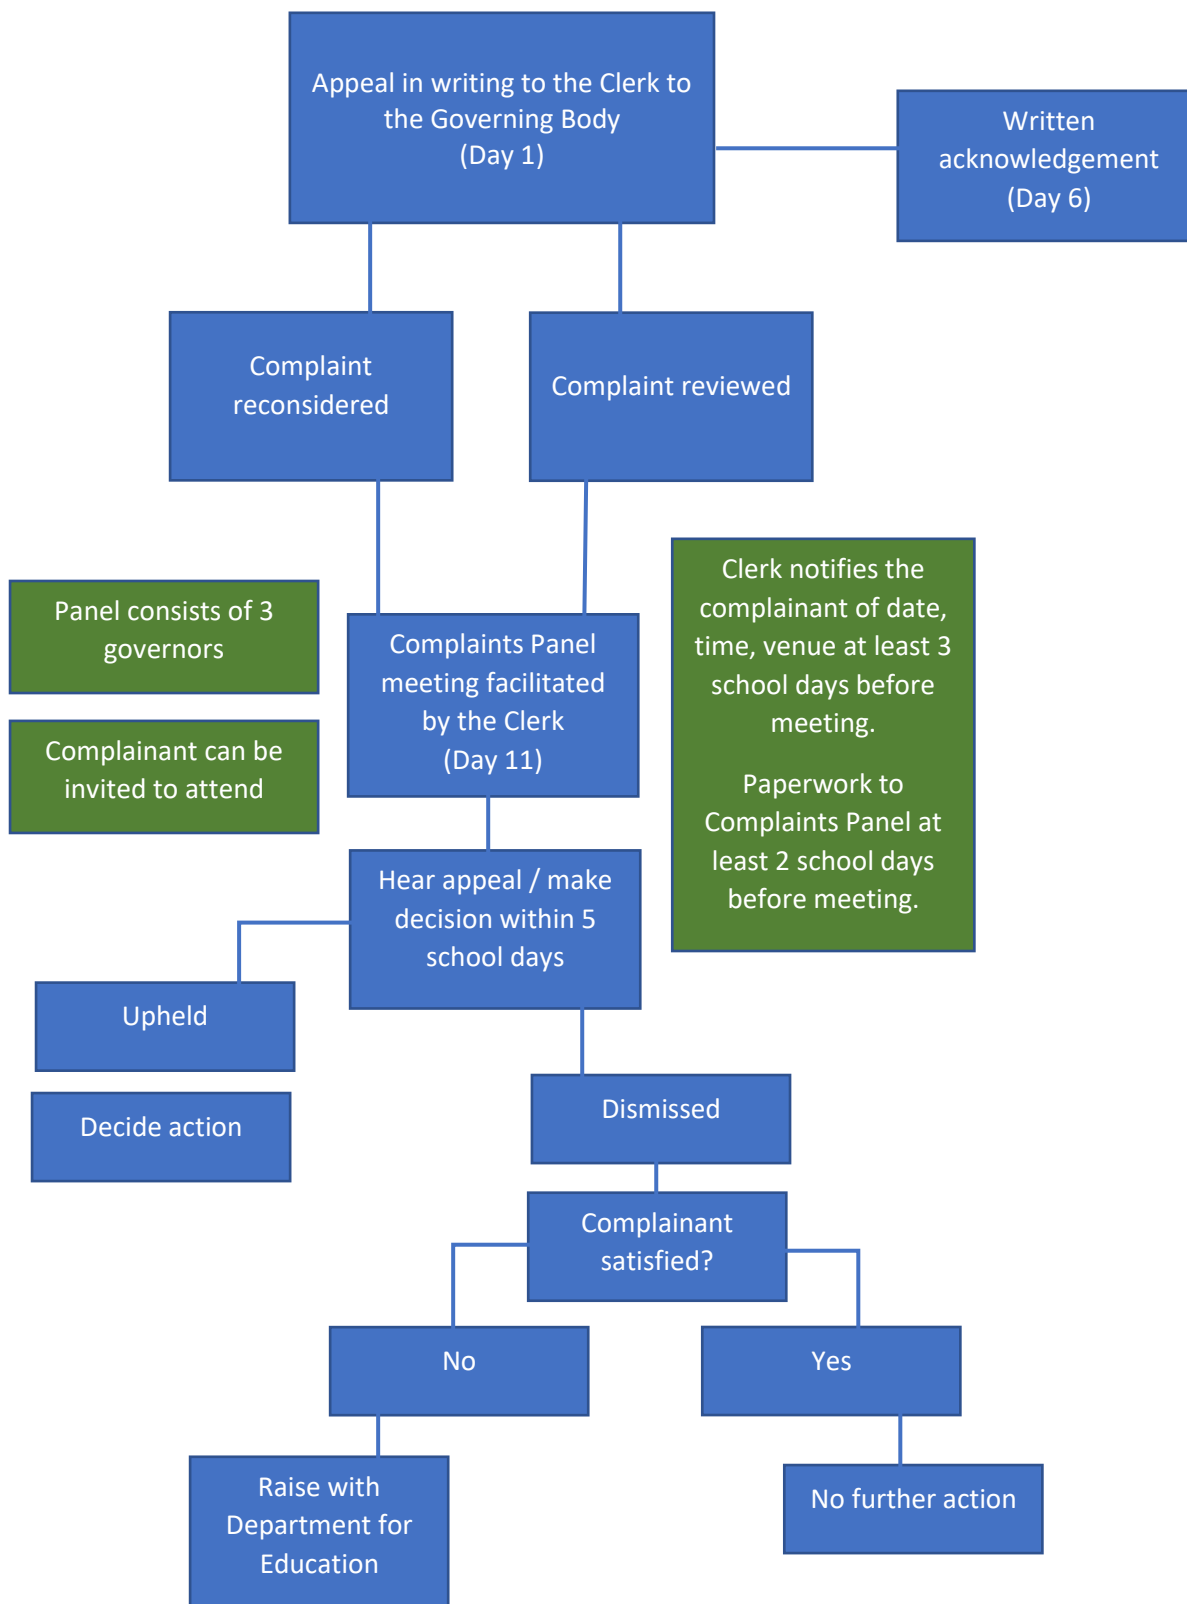 Appeal in writing to the Clerk to
the Governing Body
(Day 1)
Written
acknowledgement
(Day 6)
Complaint
reconsidered
Complaint reviewed
Panel consists of 3
governors
Complainant can be
invited to attend
Complaints Panel
meeting facilitated
by the Clerk
(Day 11)
Clerk notifies the
complainant of date,
time, venue at least 3
school days before
meeting.
Paperwork to
Complaints Panel at
least 2 school days
before meeting.
Hear appeal / make
decision within 5
school days
Upheld
Decide action
Dismissed
Complainant
satisfied?
No
Yes
Raise with
Department for
Education
No further action